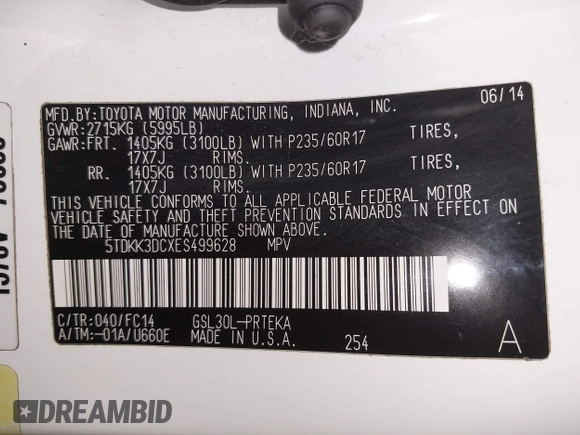 MFD.BY:TOYOTA MOTOR MANUFACTURING, INDIANA, INC. 06/14
GVWR:2715KG (5995LB)
GAWR:FRT. 1405KG (3100LB) WITH P235/60R17 TIRES,
17X7J RIMS.
RR. 1405KG (3100LB) WITH P235/60R17 TIRES,
17X7J RIMS.
THIS VEHICLE CONFORMS TO ALL APPLICABLE FEDERAL MOTOR
VEHICLE SAFETY AND THEFT PREVENTION STANDARDS IN EFFECT ON
THE DATE OF MANUFACTURE SHOWN ABOVE.
5TDKK3DCXES499628 MPV
C/TR:040/FC14 GSL30L-PRTEKA
A/TM:-01A/U660E MADE IN U.S.A. 254 A
DREAMBID